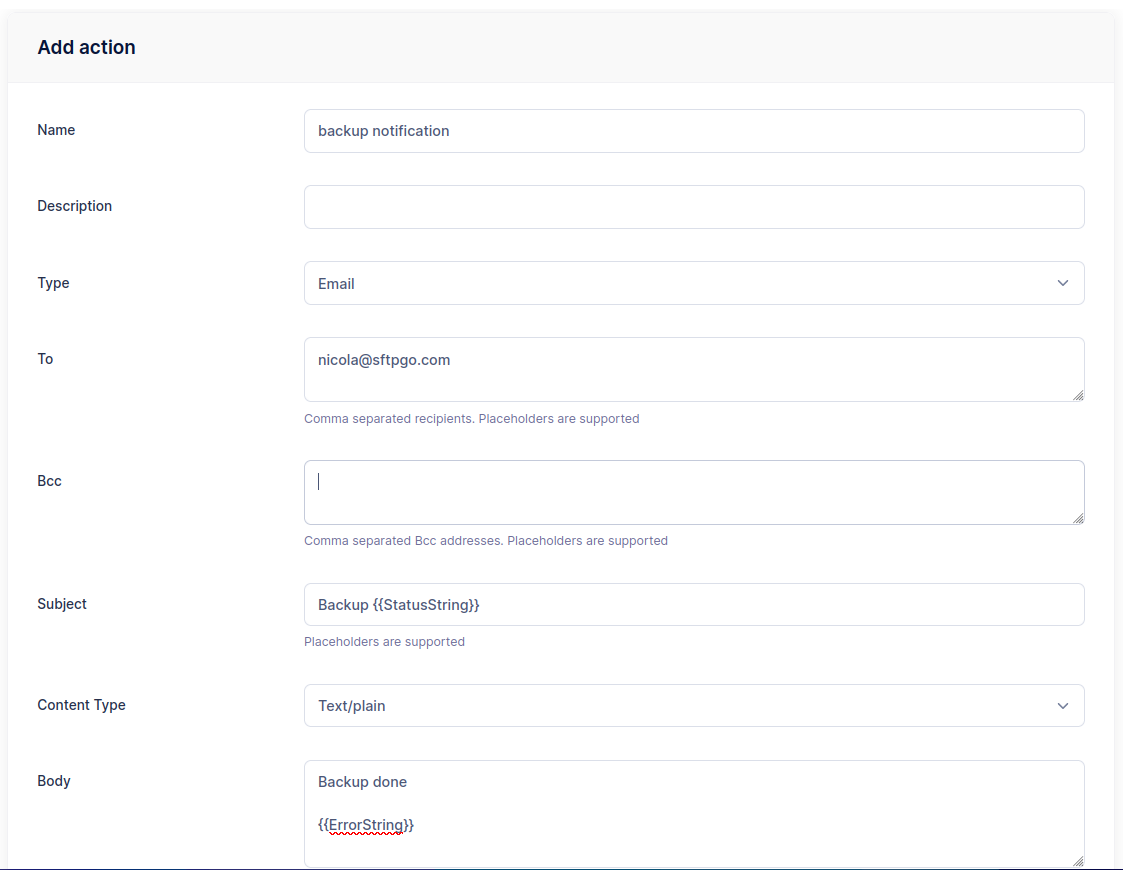 Add action
Name
backup notification
Description
Type
Email
To
nicola@sftpgo.com
Comma separated recipients. Placeholders are supported
Bcc
Comma separated Bcc addresses. Placeholders are supported
Subject
Backup {{StatusString}}
Placeholders are supported
Content Type
Text/plain
Body
Backup done
{{ErrorString}}